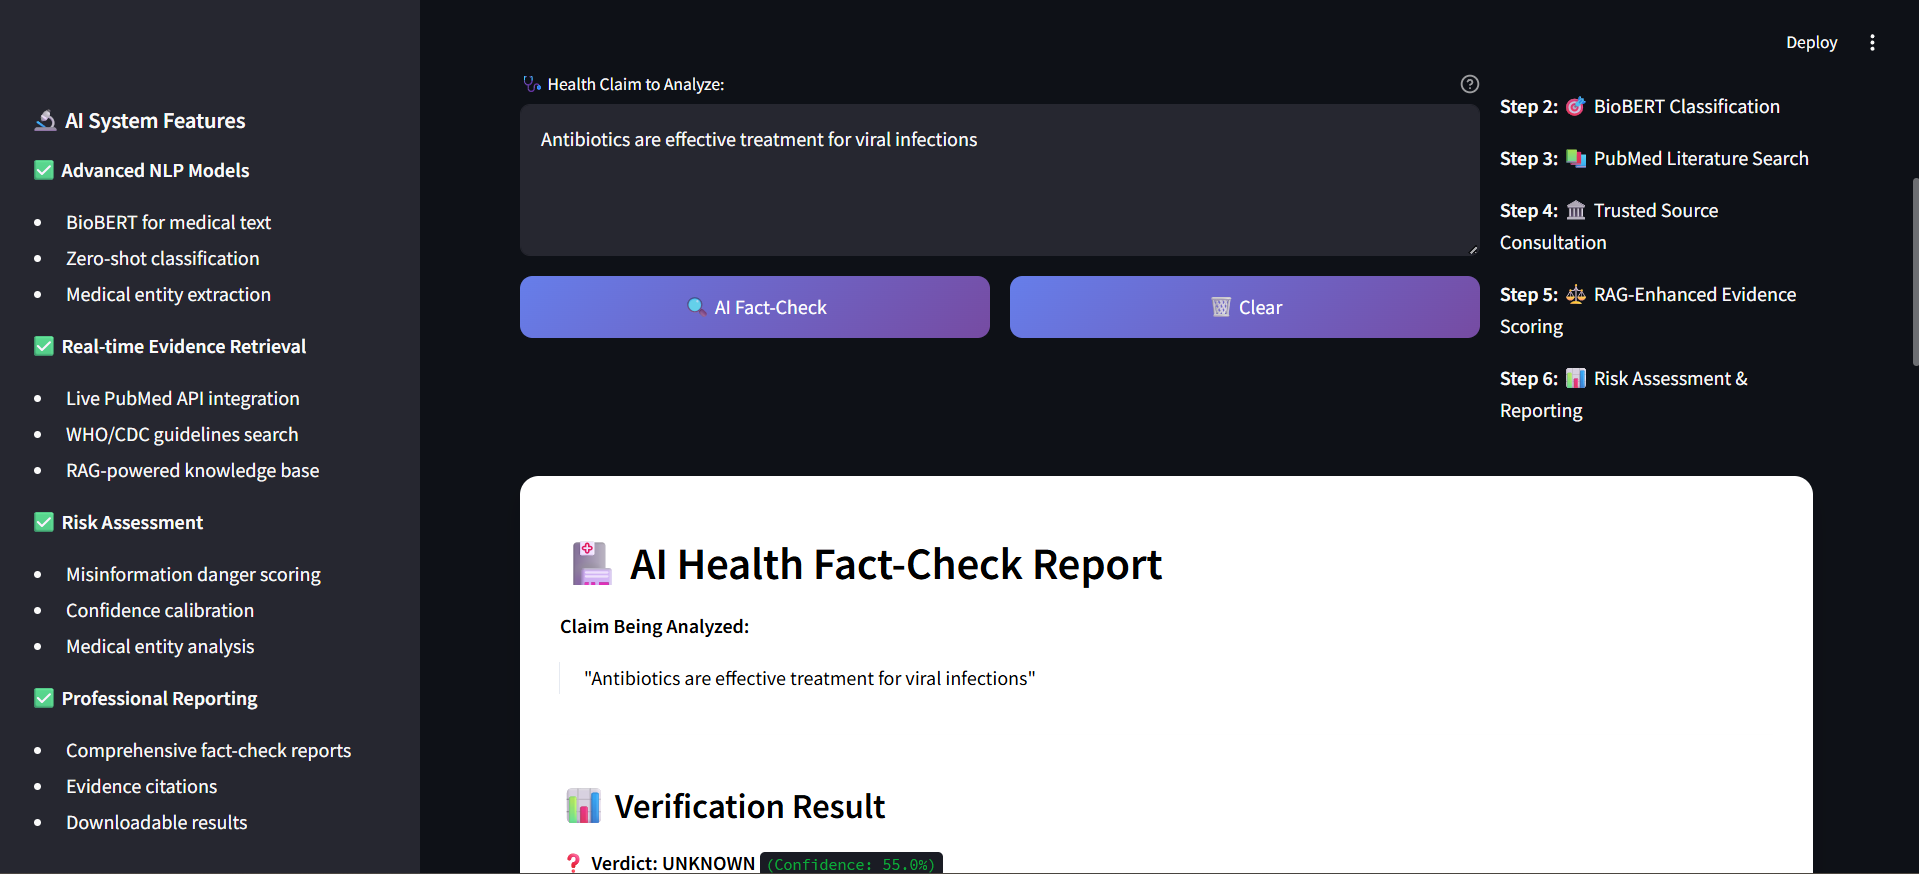 AI System Features
Advanced NLP Models
BioBERT for medical text
Zero-shot classification
Medical entity extraction
Real-time Evidence Retrieval
Live PubMed API integration
WHO/CDC guidelines search
RAG-powered knowledge base
Risk Assessment
Misinformation danger scoring
Confidence calibration
Medical entity analysis
Professional Reporting
Comprehensive fact-check reports
Evidence citations
Downloadable results
Deploy
Health Claim to Analyze:
Antibiotics are effective treatment for viral infections
AI Fact-Check
Clear
Step 2: BioBERT Classification
Step 3: PubMed Literature Search
Step 4: Trusted Source
Consultation
Step 5: RAG-Enhanced Evidence
Scoring
Step 6: Risk Assessment &
Reporting
AI Health Fact-Check Report
Claim Being Analyzed:
"Antibiotics are effective treatment for viral infections"
Verification Result
Verdict: UNKNOWN (Confidence: 55.0%)